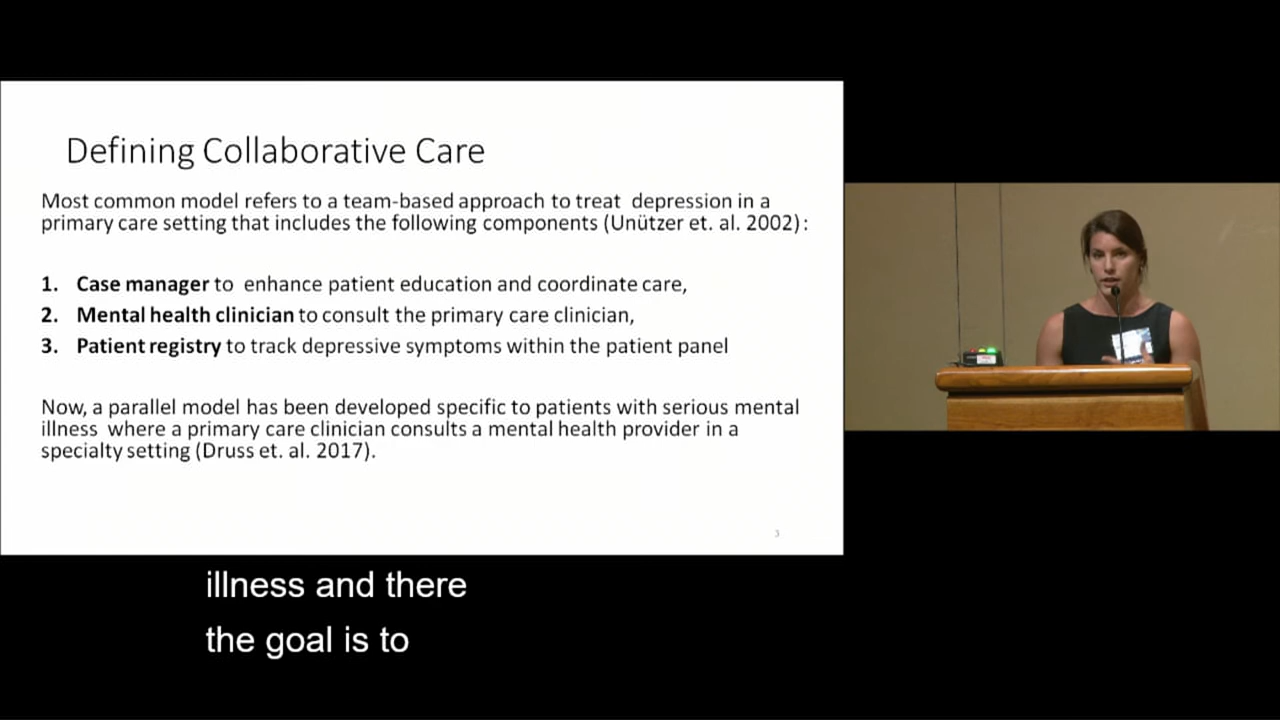 Defining Collaborative Care
Most common model refers to a team-based approach to treat depression in a
primary care setting that includes the following components (Unützer et. al. 2002):
1. Case manager to enhance patient education and coordinate care,
2. Mental health clinician to consult the primary care clinician,
3. Patient registry to track depressive symptoms within the patient panel
Now, a parallel model has been developed specific to patients with serious mental
illness where a primary care clinician consults a mental health provider in a
specialty setting (Druss et. al. 2017).
3
illness and there
the goal is to